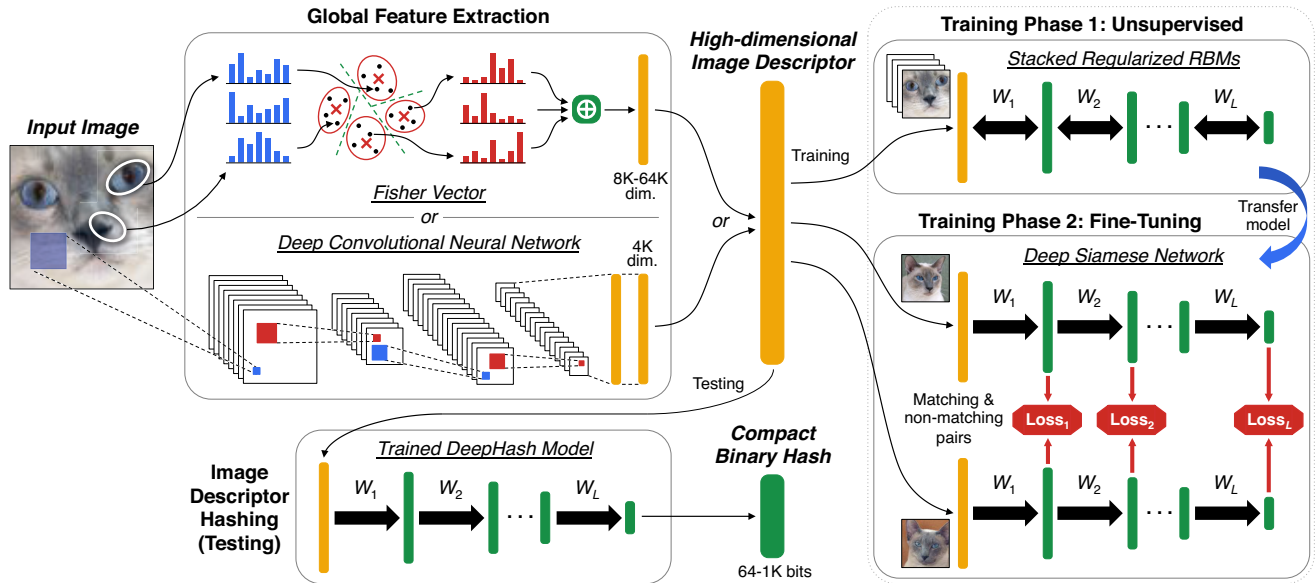 Global Feature Extraction
Input Image
Fisher Vector
8K-64K
dim.
or
Deep Convolutional Neural Network
4K
dim.
High-dimensional
Image Descriptor
or
Training
Testing
Training Phase 1: Unsupervised
Stacked Regularized RBMs
W1
W2
· · ·
WL
Transfer
model
Training Phase 2: Fine-Tuning
Deep Siamese Network
W1
W2
· · ·
WL
Matching &
non-matching
pairs
Loss1
Loss2
LossL
W1
W2
· · ·
WL
Image
Descriptor
Hashing
(Testing)
Trained DeepHash Model
W1
W2
· · ·
WL
Compact
Binary Hash
64-1K bits